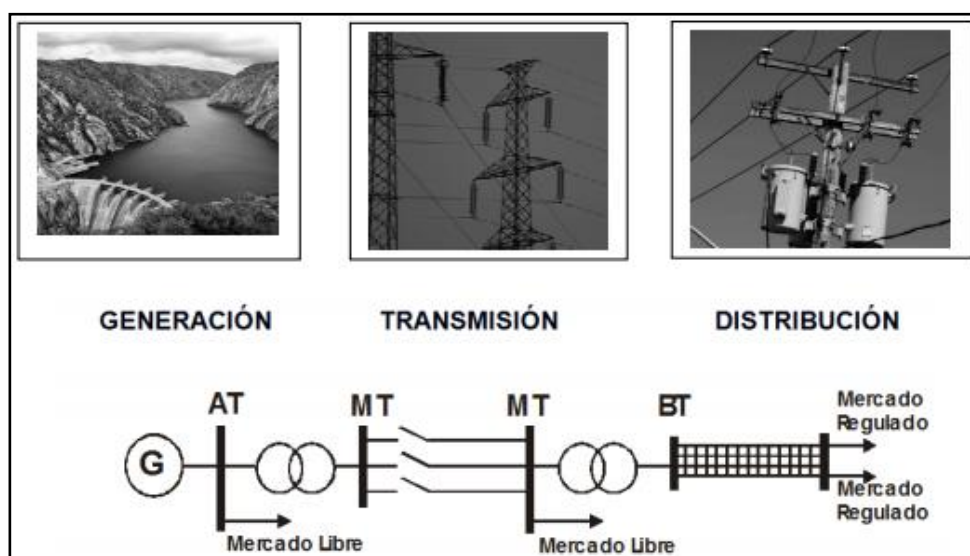 GENERACIÓN
TRANSMISIÓN
DISTRIBUCIÓN
AT
MT
MT
BT
Mercado
Regulado
G
Mercado
Regulado
Mercado Libre
Mercado Libre